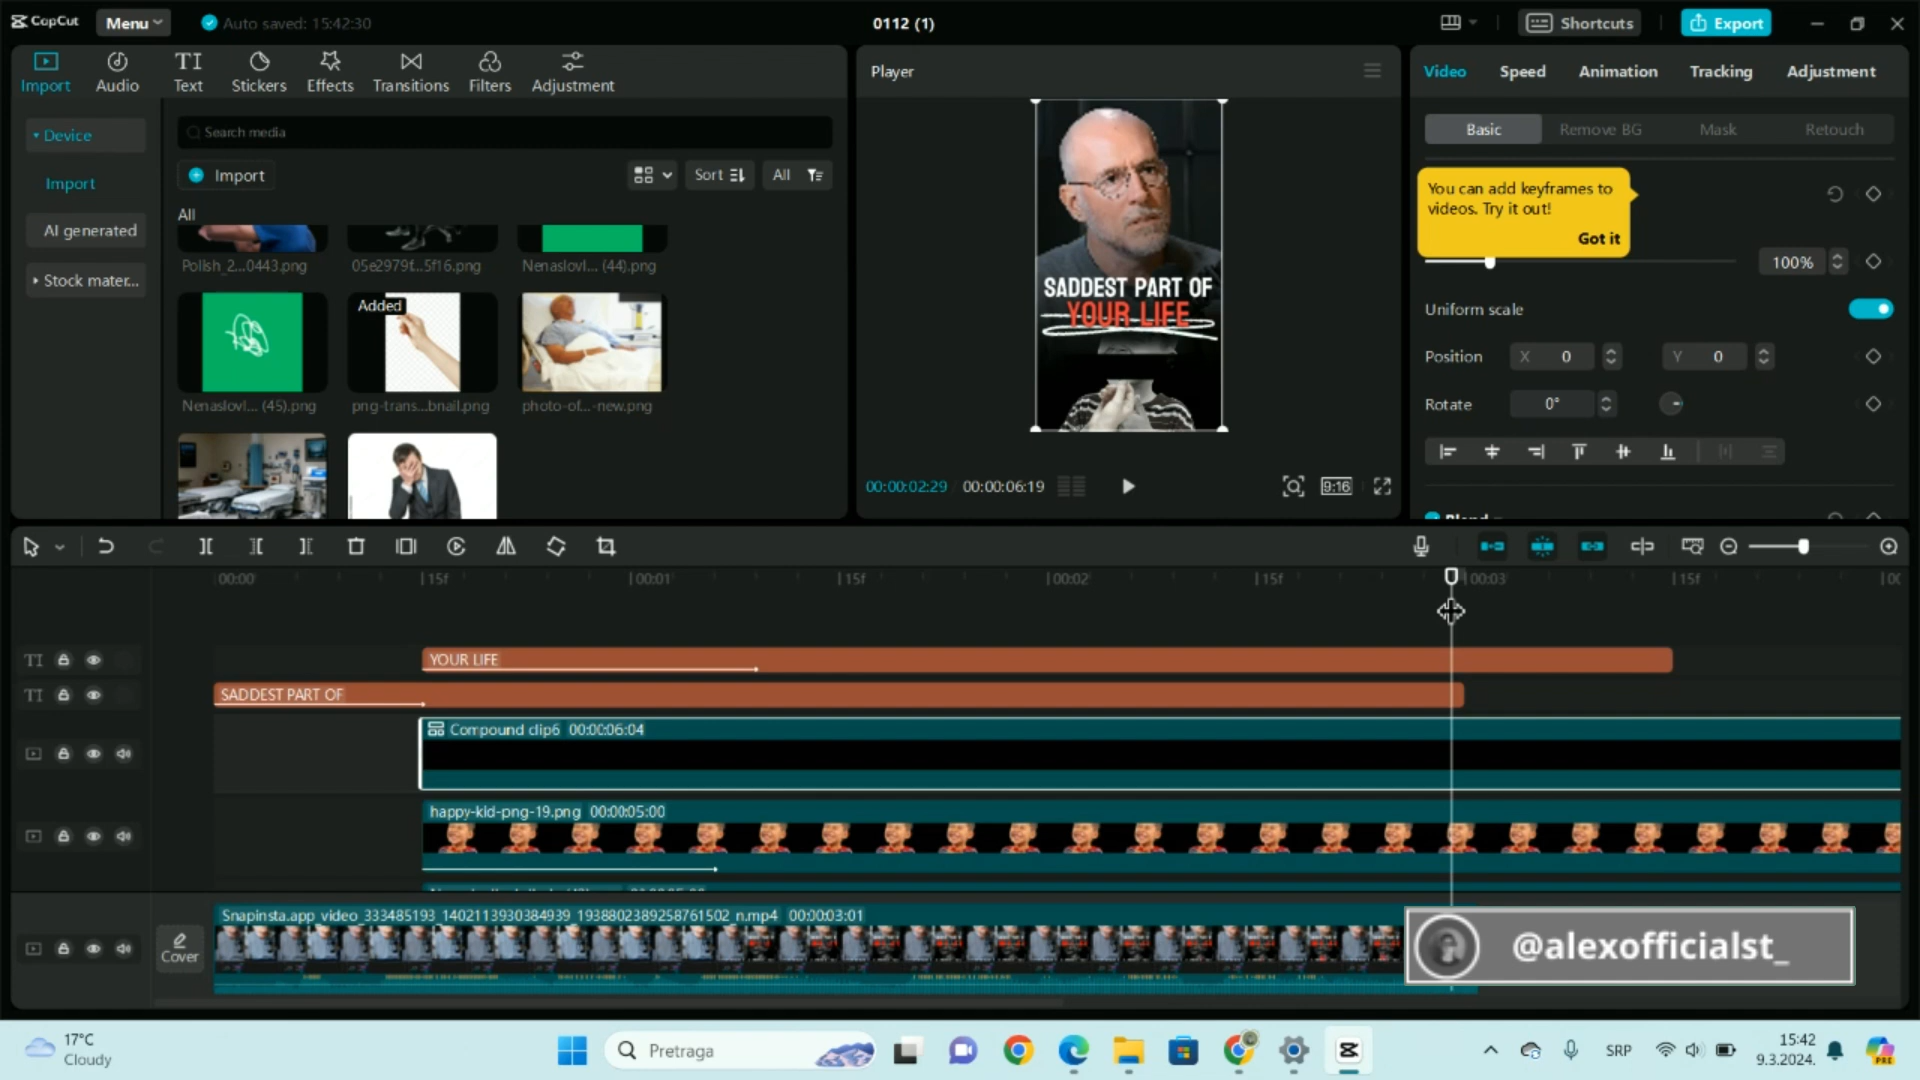 CapCut
Menu
Auto saved: 15:42:30
0112 (1)
Shortcuts
Export
Import
Audio
TI
Text
Stickers
Effects
Transitions
Filters
Adjustment
Device
Import
AI generated
Stock mater...
Search media
Import
Sort
All
All
Polish_2...0443.png
05e2979f...5f16.png
Nenaslovl... (44).png
Nenaslovl... (45).png
Added
png-trans...bnail.png
photo-of...-new.png
Player
SADDEST PART OF
YOUR LIFE
00:00:02:29
00:00:06:19
9:16
Video
Speed
Animation
Tracking
Adjustment
Basic
Remove BG
Mask
Retouch
You can add keyframes to
videos. Try it out!
Got it
100%
Uniform scale
Position
X 0
Y 0
Rotate
0°
00:00
15f
00:01
15f
00:02
15f
00:03
15f
TI
YOUR LIFE
TI
SADDEST PART OF
Compound clip6 00:00:06:04
happy-kid-png-19.png 00:00:05:00
Cover
Snapinsta.app_video_333485193_1402113930384939_1938802389258761502_n.mp4 00:00:03:01
@alexofficialst_
17°C
Cloudy
Pretraga
SRP
15:42
9.3.2024.
PRE